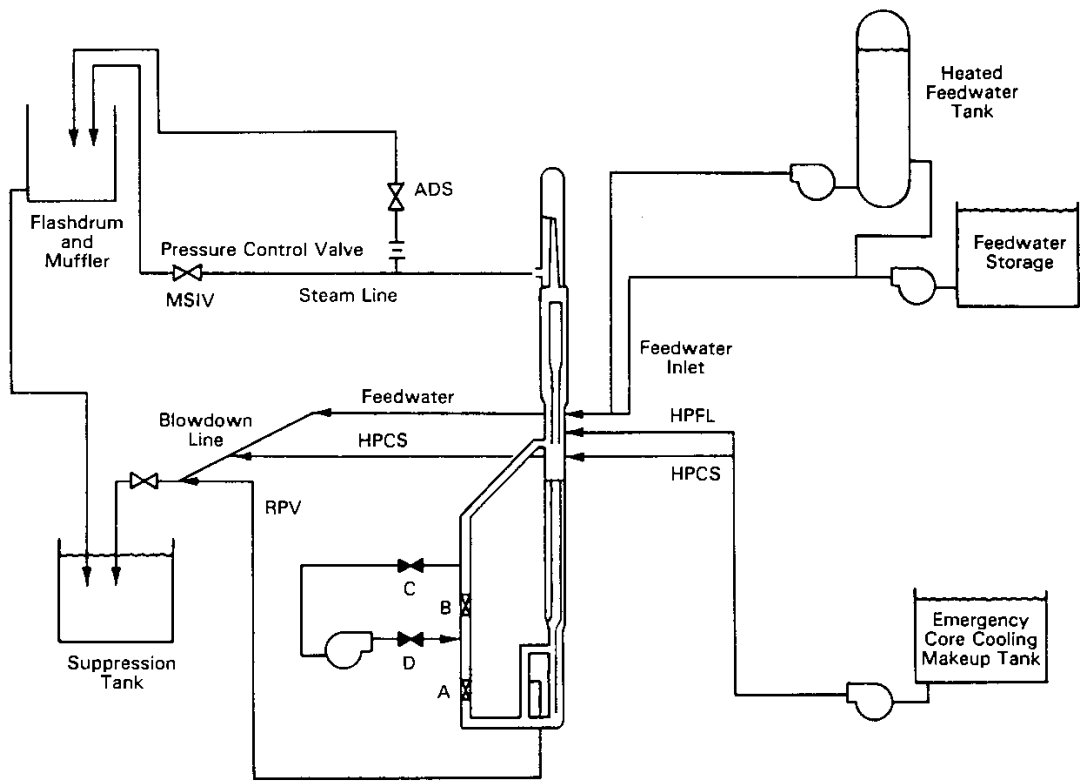 Heated
Feedwater
Tank
ADS
Flashdrum
and
Muffler
Pressure Control Valve
Feedwater
Storage
MSIV
Steam Line
Feedwater
Inlet
Feedwater
Blowdown
Line
HPFL
HPCS
HPCS
RPV
C
B
Emergency
Core Cooling
Makeup Tank
D
Suppression
Tank
A